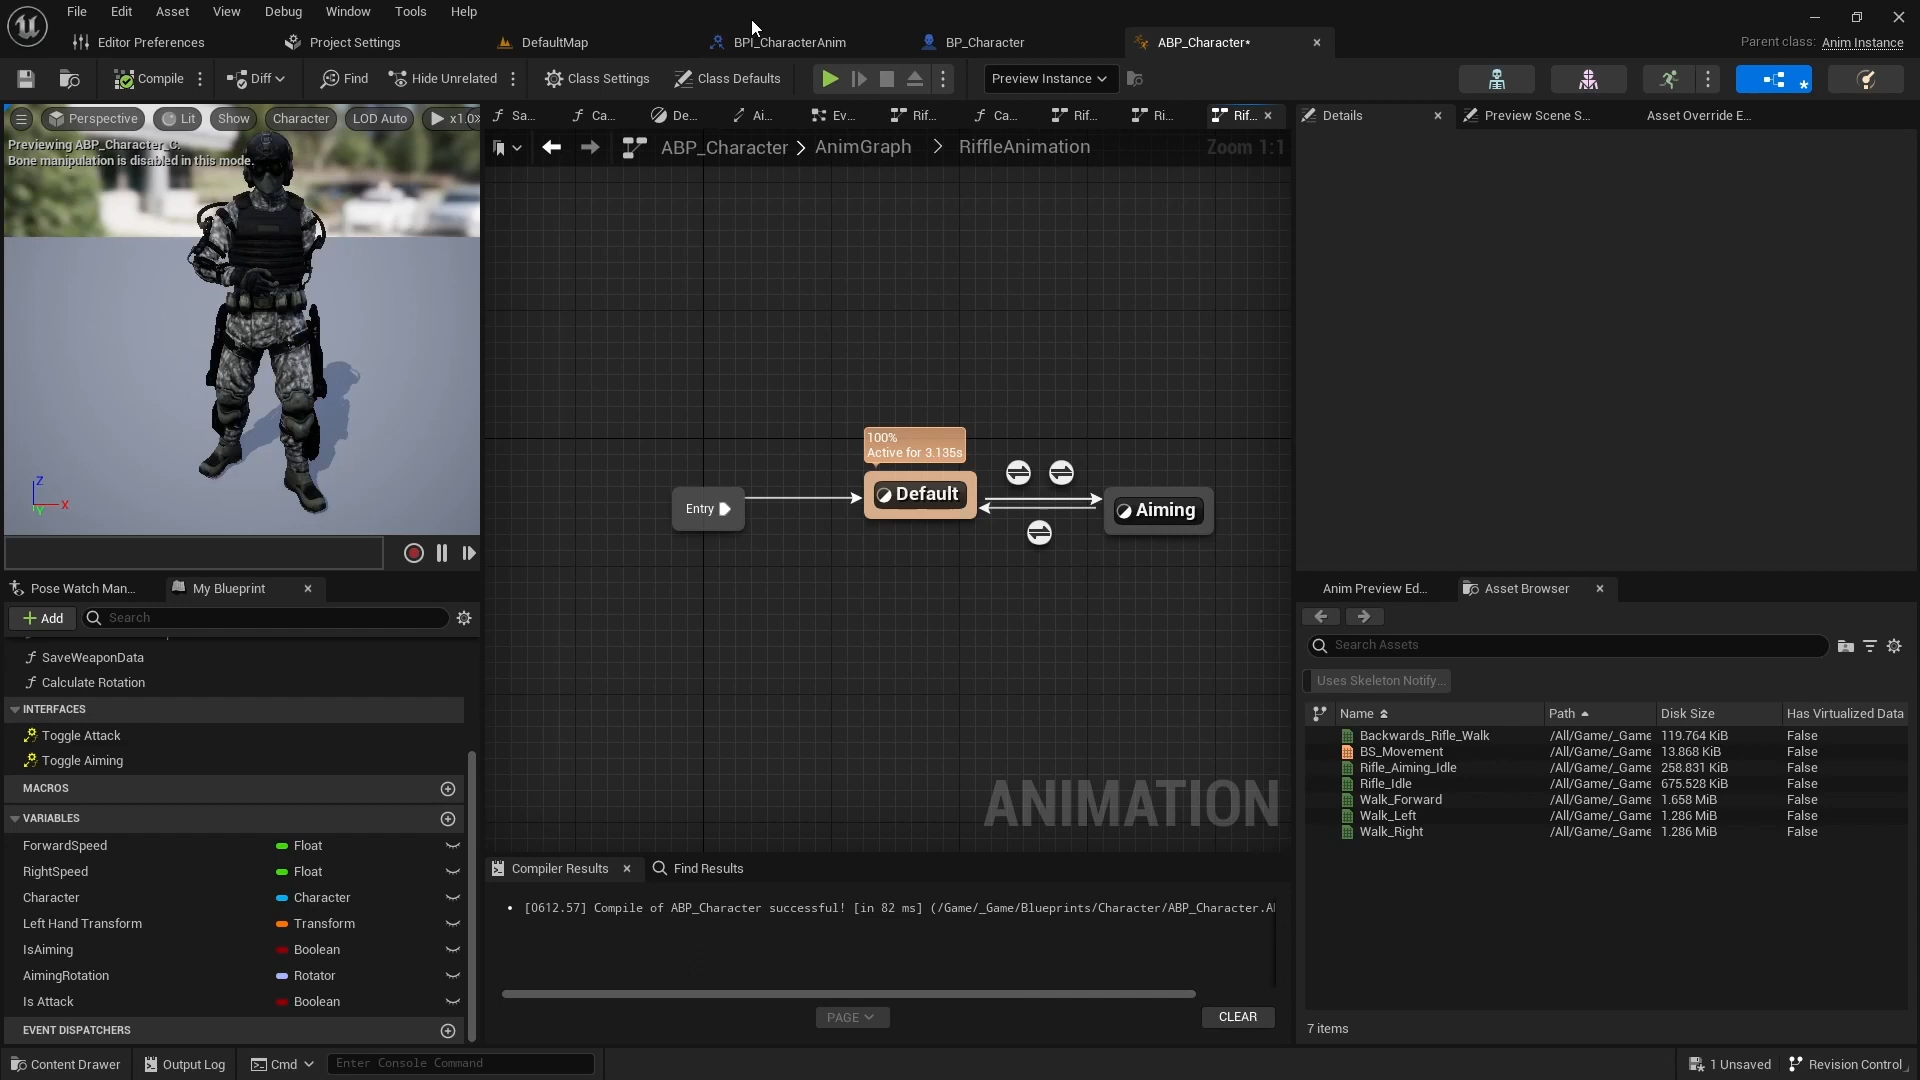 File Edit Asset View Debug Window Tools Help
Editor Preferences Project Settings DefaultMap BPI_CharacterAnim BP_Character ABP_Character* Parent class: Anim Instance
Compile Diff Find Hide Unrelated Class Settings Class Defaults Preview Instance
Perspective Lit Show Character LOD Auto x1.0
Previewing ABP_Character_C.
Bone manipulation is disabled in this mode.
Z
X
Y
Sa... Ca... De... Ai... Ev... Rif... Ca... Rif... Ri... Rif...
ABP_Character > AnimGraph > RiffleAnimation Zoom 1:1
100%
Active for 3.135s
Entry
Default
Aiming
ANIMATION
Details Preview Scene S... Asset Override E...
Pose Watch Man... My Blueprint
Add Search
SaveWeaponData
Calculate Rotation
INTERFACES
Toggle Attack
Toggle Aiming
MACROS
VARIABLES
ForwardSpeed Float
RightSpeed Float
Character Character
Left Hand Transform Transform
IsAiming Boolean
AimingRotation Rotator
Is Attack Boolean
EVENT DISPATCHERS
Compiler Results Find Results
[0612.57] Compile of ABP_Character successful! [in 82 ms] (/Game/_Game/Blueprints/Character/ABP_Character.A
PAGE CLEAR
Anim Preview Ed... Asset Browser
Search Assets
Uses Skeleton Notify...
Name Path Disk Size Has Virtualized Data
Backwards_Rifle_Walk /All/Game/_Game 119.764 KiB False
BS_Movement /All/Game/_Game 13.868 KiB False
Rifle_Aiming_Idle /All/Game/_Game 258.831 KiB False
Rifle_Idle /All/Game/_Game 675.528 KiB False
Walk_Forward /All/Game/_Game 1.658 MiB False
Walk_Left /All/Game/_Game 1.286 MiB False
Walk_Right /All/Game/_Game 1.286 MiB False
7 items
Content Drawer Output Log Cmd Enter Console Command 1 Unsaved Revision Control